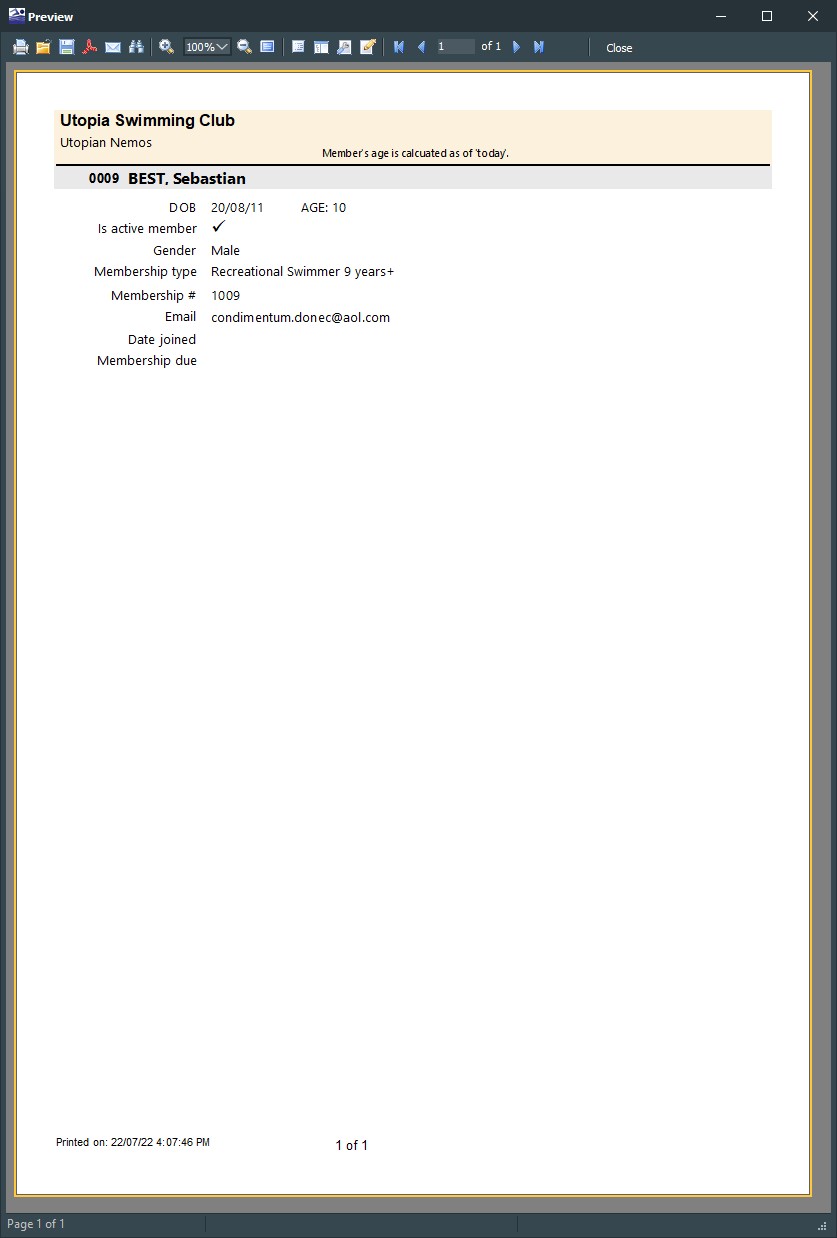 Preview
100%
1 of 1
Close
Utopia Swimming Club
Utopian Nemos
Member's age is calcuated as of 'today'.
0009 BEST, Sebastian
DOB 20/08/11 AGE: 10
Is active member ✓
Gender Male
Membership type Recreational Swimmer 9 years+
Membership # 1009
Email condimentum.donec@aol.com
Date joined
Membership due
Printed on: 22/07/22 4:07:46 PM
1 of 1
Page 1 of 1